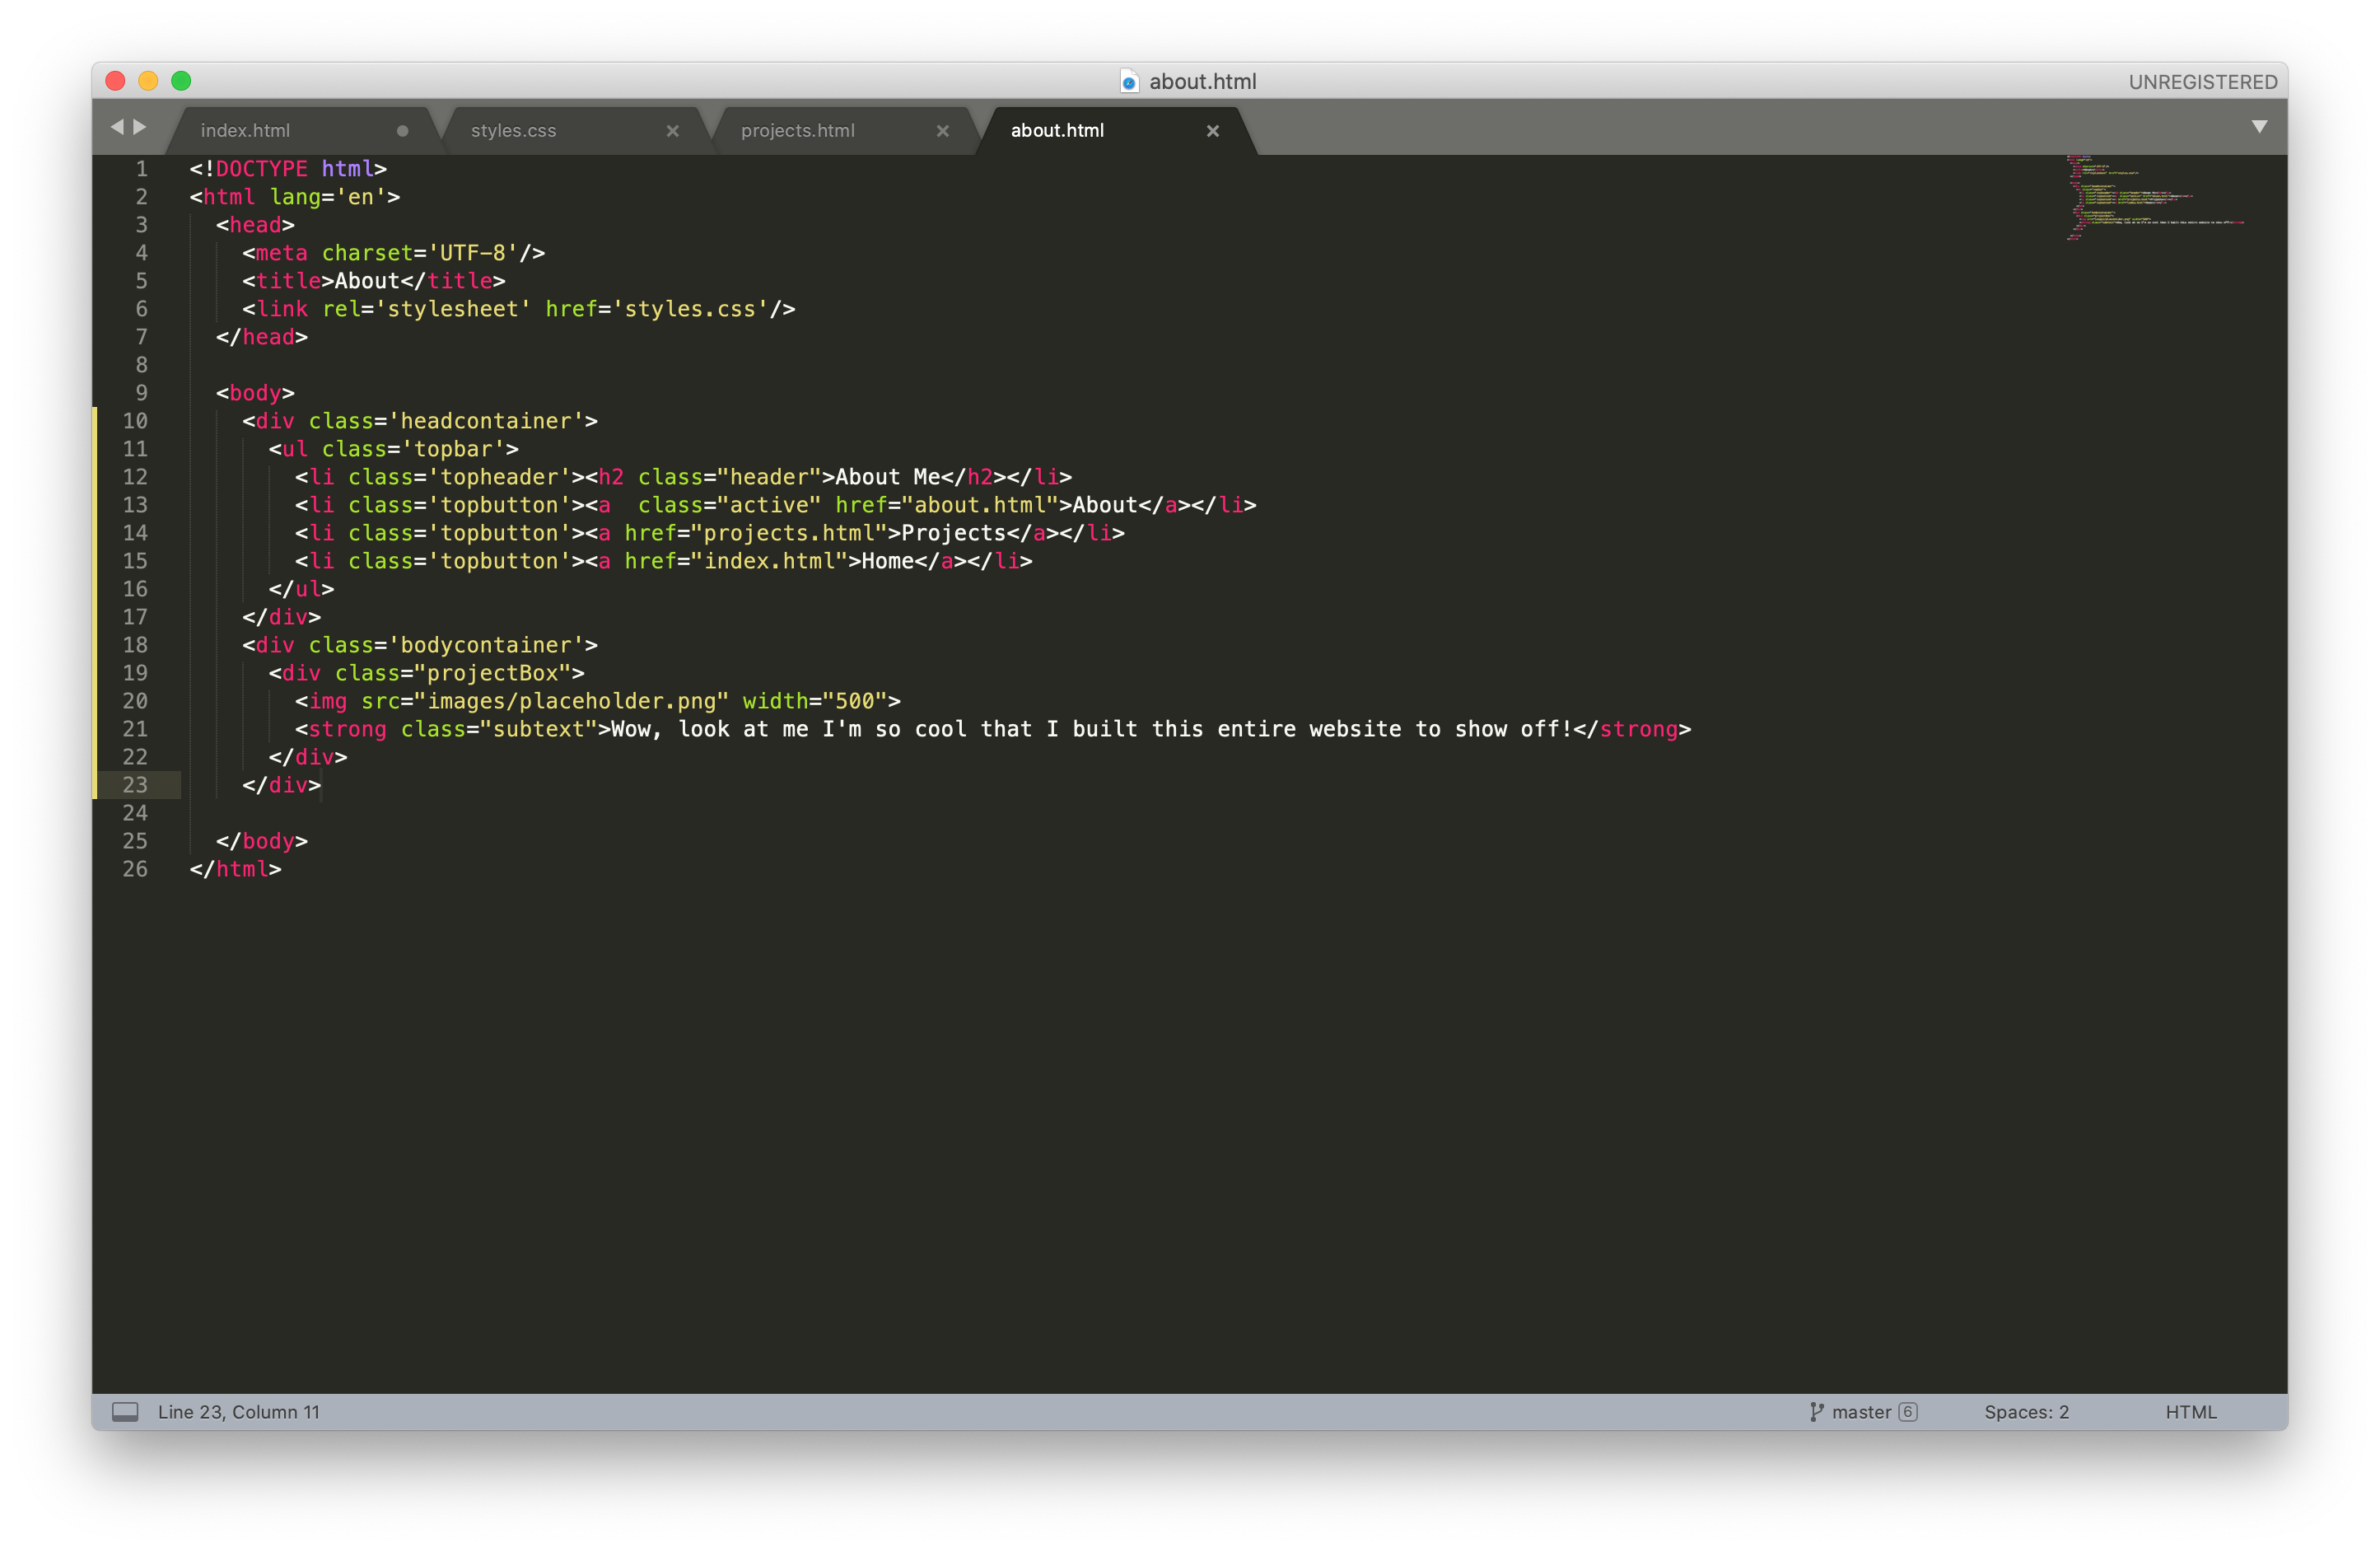 about.html
UNREGISTERED
index.html
styles.css
projects.html
about.html
1 <!DOCTYPE html>
2 <html lang='en'>
3   <head>
4     <meta charset='UTF-8'/>
5     <title>About</title>
6     <link rel='stylesheet' href='styles.css'/>
7   </head>
8
9   <body>
10     <div class='headcontainer'>
11       <ul class='topbar'>
12         <li class='topheader'><h2 class="header">About Me</h2></li>
13         <li class='topbutton'><a  class="active" href="about.html">About</a></li>
14         <li class='topbutton'><a href="projects.html">Projects</a></li>
15         <li class='topbutton'><a href="index.html">Home</a></li>
16       </ul>
17     </div>
18     <div class='bodycontainer'>
19       <div class="projectBox">
20         <img src="images/placeholder.png" width="500">
21         <strong class="subtext">Wow, look at me I'm so cool that I built this entire website to show off!</strong>
22       </div>
23     </div>
24
25   </body>
26 </html>
Line 23, Column 11
master 6
Spaces: 2
HTML